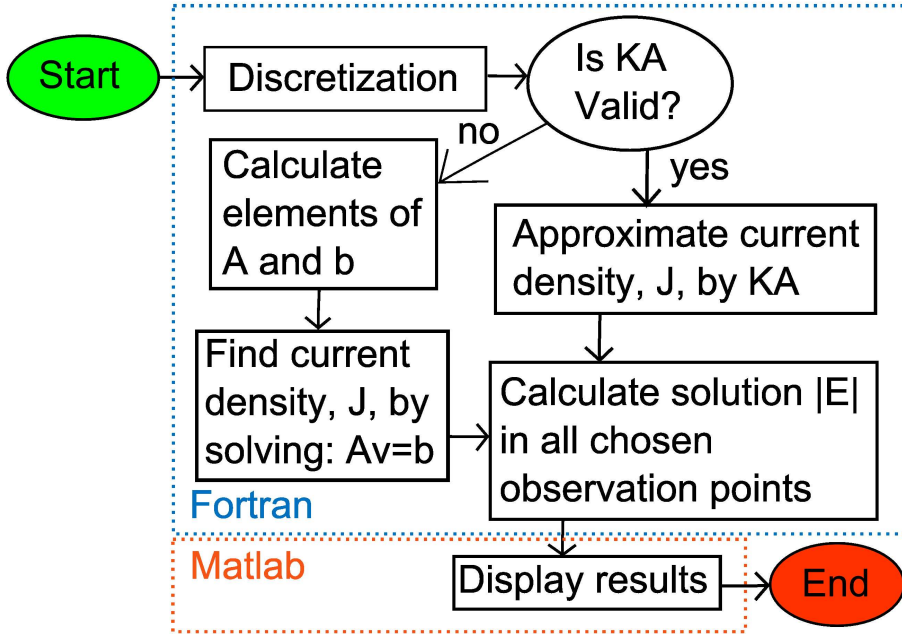 Start
Discretization
Is KA
Valid?
no
yes
Calculate
elements of
A and b
Approximate current
density, J, by KA
Find current
density, J, by
solving: Av=b
Calculate solution |E|
in all chosen
observation points
Fortran
Matlab
Display results
End